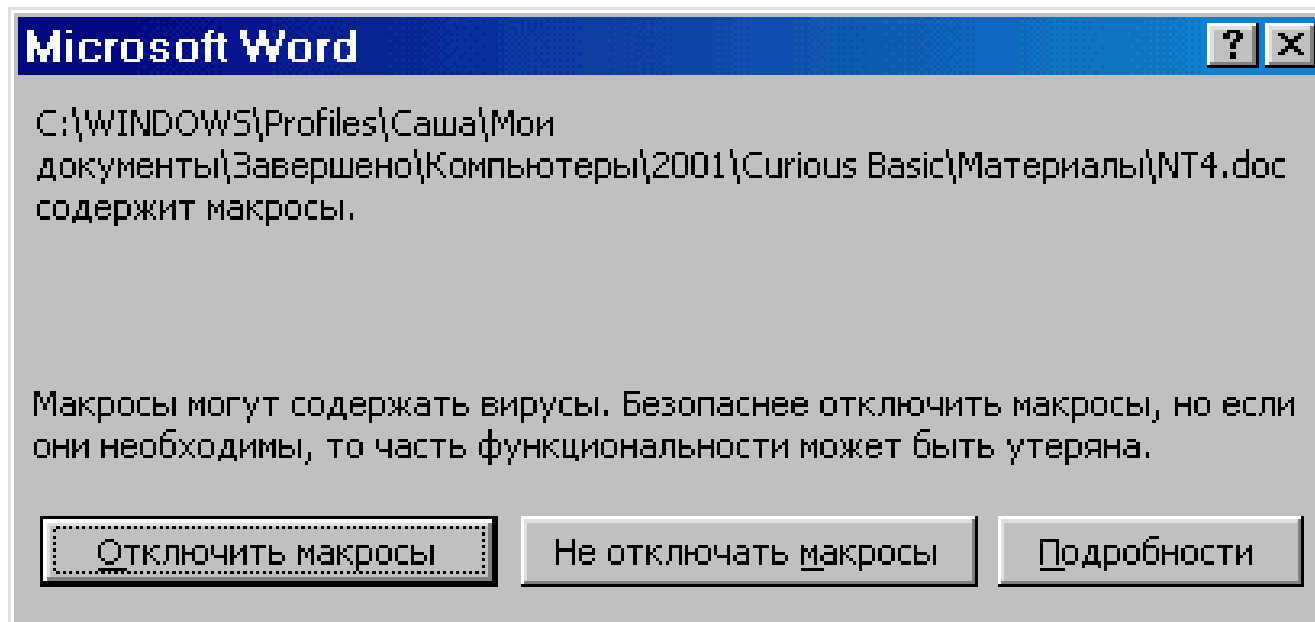 Microsoft Word
C:\WINDOWS\Profiles\Саша\Мои
документы\Завершено\Компьютеры\2001\Curious Basic\Материалы\NT4.doc
содержит макросы.
Макросы могут содержать вирусы. Безопаснее отключить макросы, но если
они необходимы, то часть функциональности может быть утеряна.
Отключить макросы Не отключать макросы Подробности